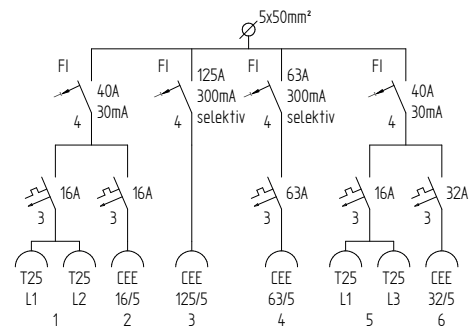 5x50mm²
FI
40A
30mA
4
FI
125A
300mA
selektiv
4
FI
63A
300mA
selektiv
4
FI
40A
30mA
4
16A
3
16A
3
63A
3
16A
3
32A
3
T25
L1
T25
L2
CEE
16/5
CEE
125/5
CEE
63/5
T25
L1
T25
L3
CEE
32/5
1
2
3
4
5
6